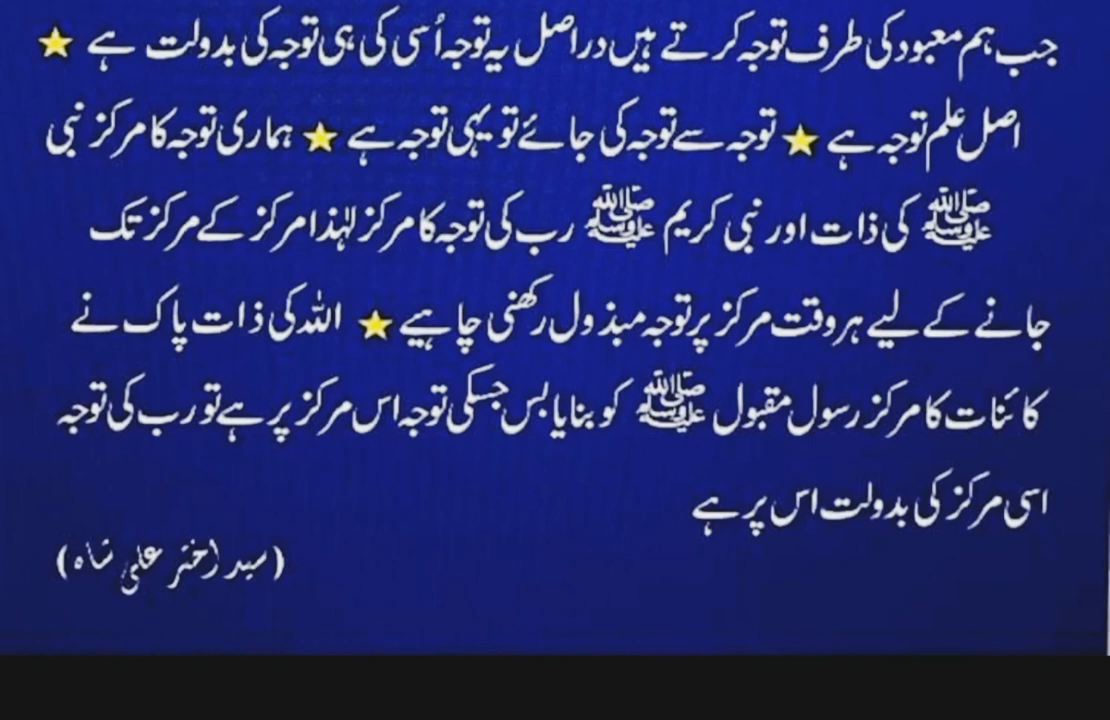 جب ہم معبود کی طرف توجہ کرتے ہیں دراصل یہ توجہ اُسی کی ہی توجہ کی بدولت ہے ★
اصل علم توجہ ہے ★ توجہ سے توجہ کی جائے تو یہی توجہ ہے ★ ہماری توجہ کا مرکز نبی
ﷺ کی ذات اور نبی کریم ﷺ رب کی توجہ کا مرکز لہٰذا مرکز کے مرکز تک
جانے کے لیے ہر وقت مرکز پر توجہ مبذول رکھنی چاہیے ★ اللہ کی ذات پاک نے
کائنات کا مرکز رسول مقبول ﷺ کو بنایا بس جسکی توجہ اس مرکز پر ہے تو رب کی توجہ
اسی مرکز کی بدولت اس پر ہے
(سید اختر علی شاہ)